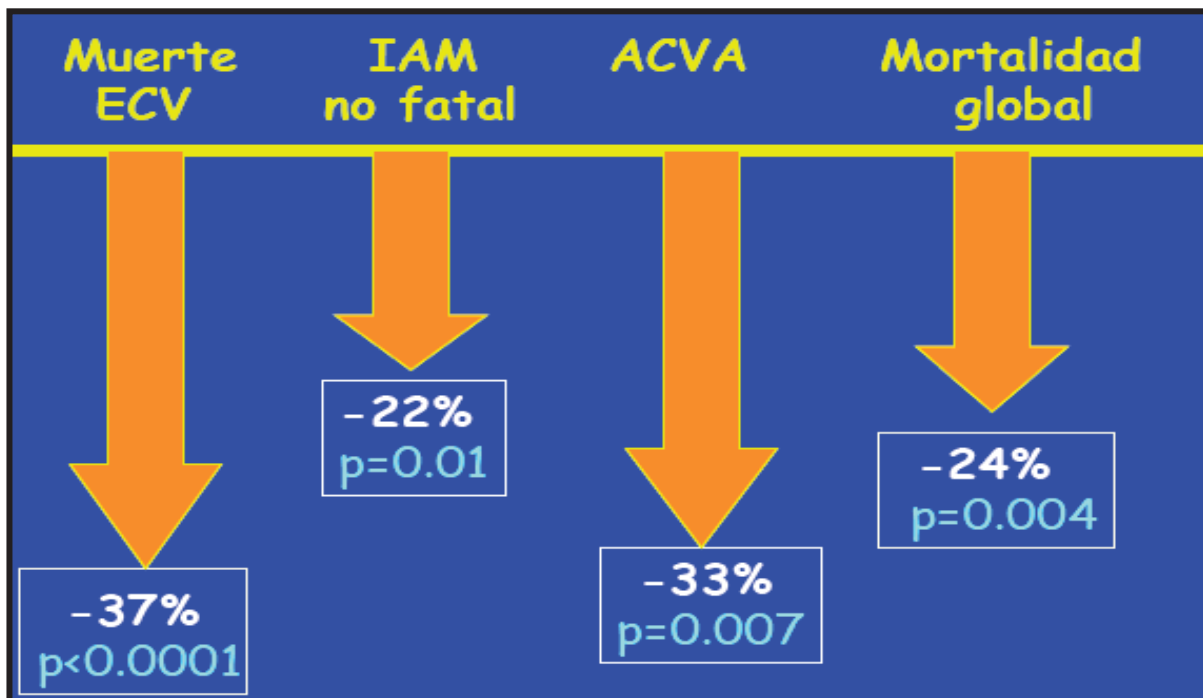 Muerte
ECV
IAM
no fatal
ACVA
Mortalidad
global
-37%
p<0.0001
-22%
p=0.01
-33%
p=0.007
-24%
p=0.004